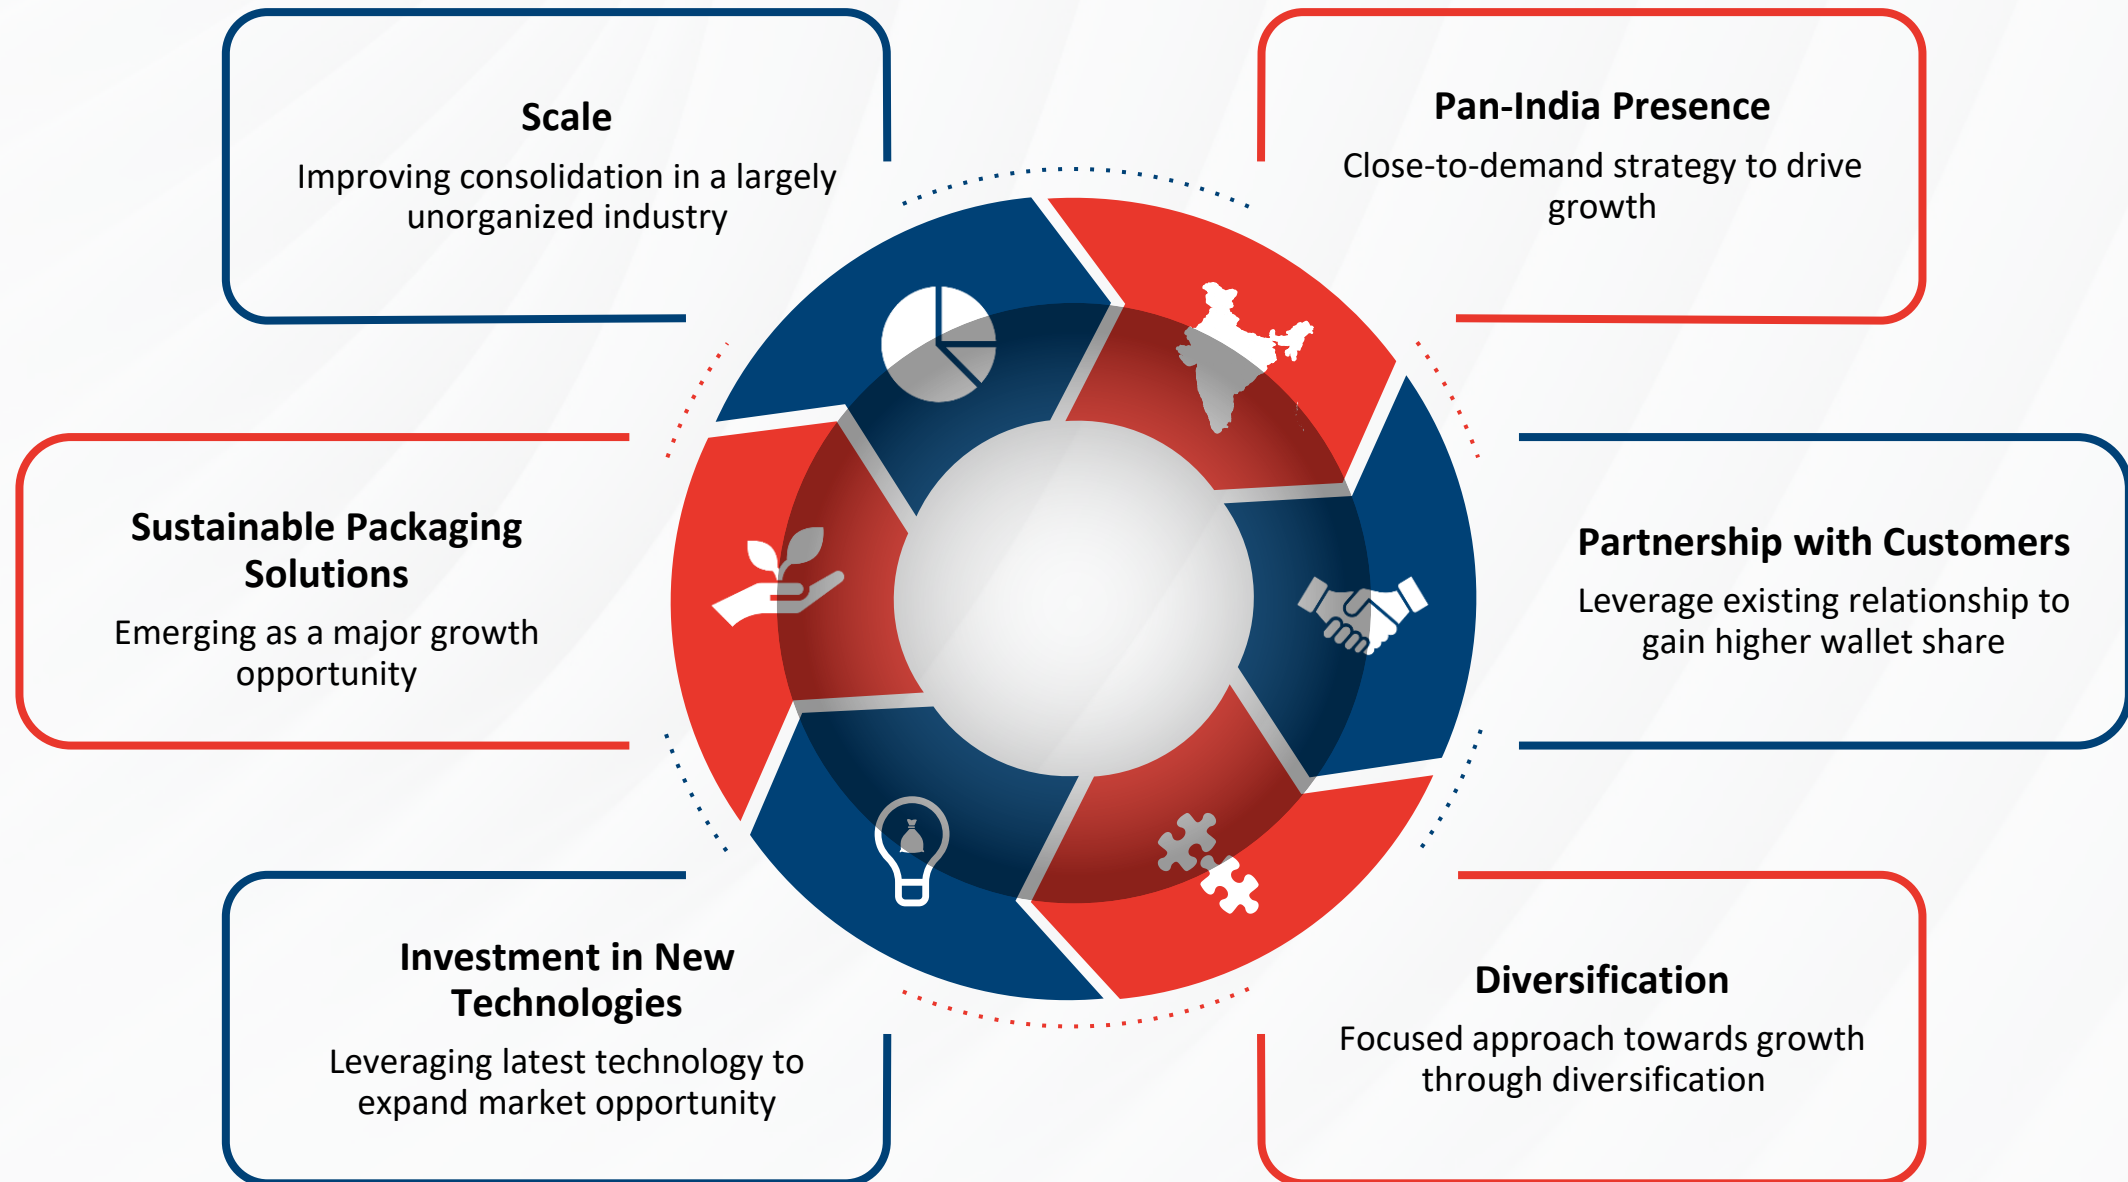 Scale
Improving consolidation in a largely
unorganized industry
Pan-India Presence
Close-to-demand strategy to drive
growth
Sustainable Packaging
Solutions
Emerging as a major growth
opportunity
Partnership with Customers
Leverage existing relationship to
gain higher wallet share
Investment in New
Technologies
Leveraging latest technology to
expand market opportunity
Diversification
Focused approach towards growth
through diversification